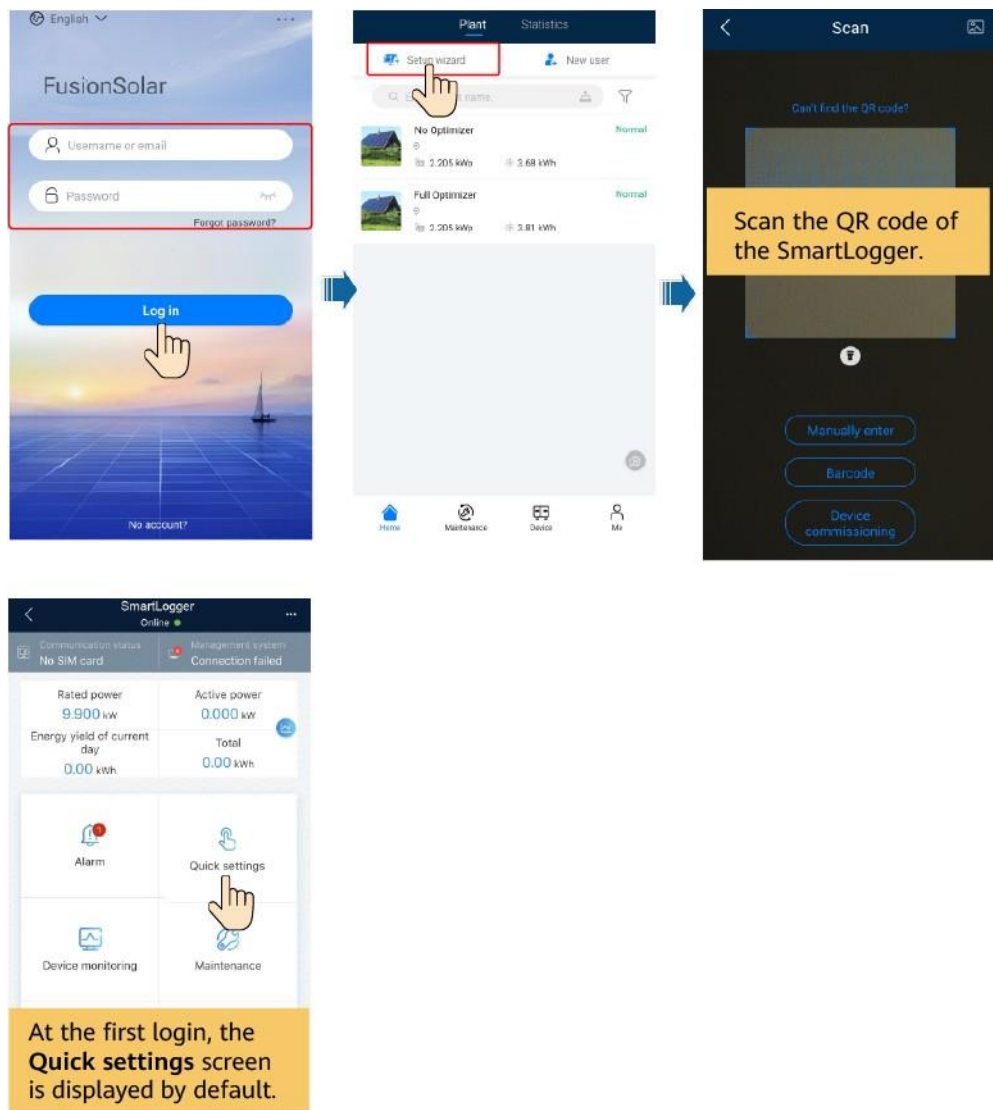 English
FusionSolar
Username or email
Password
Forgot password?
Log in
No account?
Plant Statistics
Setup wizard New user
name.
No Optimizer Normal
2.205 kWp 3.68 kWh
Full Optimizer Normal
2.205 kWp 3.81 kWh
Home Maintenance Device Me
Scan
Can't find the QR code?
Scan the QR code of
the SmartLogger.
Manually enter
Barcode
Device
commissioning
SmartLogger
Online
Communication status Management system
No SIM card Connection failed
Rated power Active power
9.900 kW 0.000 kW
Energy yield of current
day
0.00 kWh
Total
0.00 kWh
1
Alarm Quick settings
Device monitoring Maintenance
At the first login, the
Quick settings screen
is displayed by default.